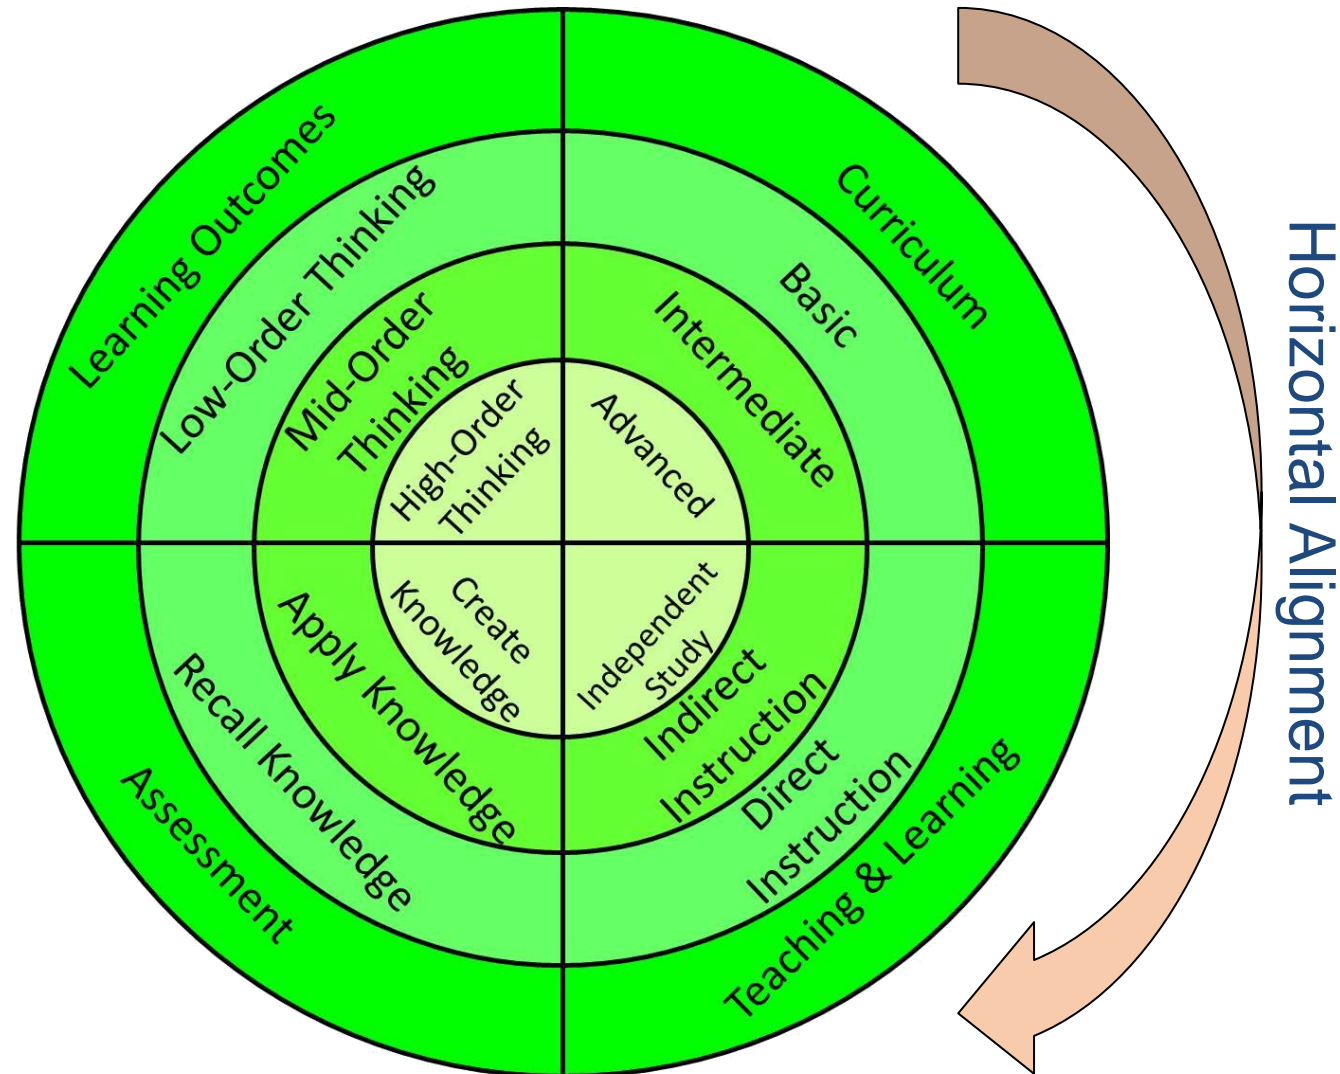 Learning Outcomes
Low-Order Thinking
Mid-Order
Thinking
High-Order
Thinking
Curriculum
Basic
Intermediate
Advanced
Independent
Study
Indirect
Instruction
Direct
Instruction
Teaching & Learning
Create
Knowledge
Apply Knowledge
Recall Knowledge
Assessment
Horizontal Alignment